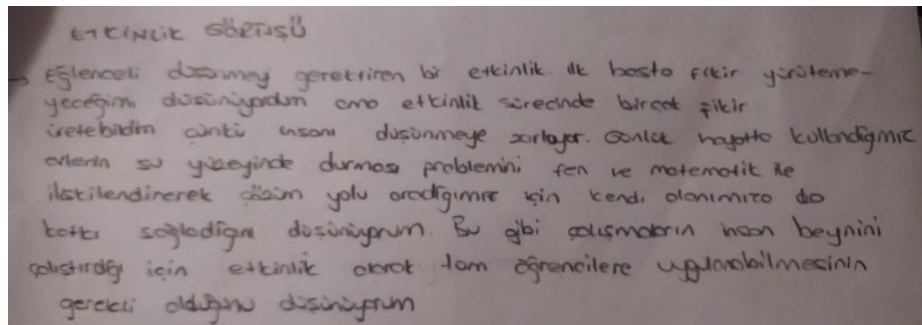 ETKİNLİK GÖRÜŞÜ
→ Eğlenceli düşünmeyi gerektiren bir etkinlik. İlk başta fikir yürüteme-
yeceğimi düşünüyordum ama etkinlik sürecinde birçok fikir
üretebildim çünkü insanı düşünmeye zorluyor. Günlük hayatta kullandığımız
evlerin su yüzeyinde durması problemini fen ve matematik ile
ilişkilendirerek çözüm yolu aradığımız için kendi alanımıza da
katkı sağladığını düşünüyorum. Bu gibi çalışmaların insan beynini
çalıştırdığı için etkinlik olarak tüm öğrencilere uygulanabilmesinin
gerekli olduğunu düşünüyorum